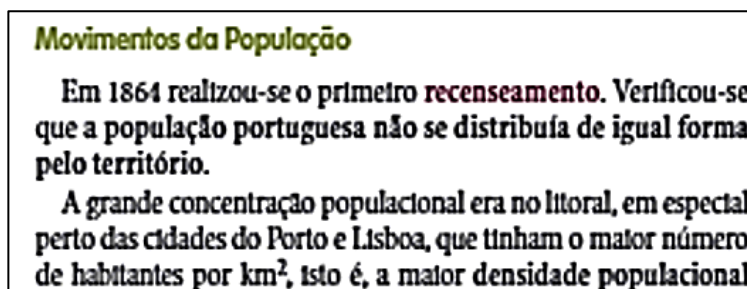 Movimentos da População
Em 1864 realizou-se o primeiro recenseamento. Verificou-se
que a população portuguesa não se distribuía de igual forma
pelo território.
A grande concentração populacional era no litoral, em especial
perto das cidades do Porto e Lisboa, que tinham o maior número
de habitantes por km², isto é, a maior densidade populacional